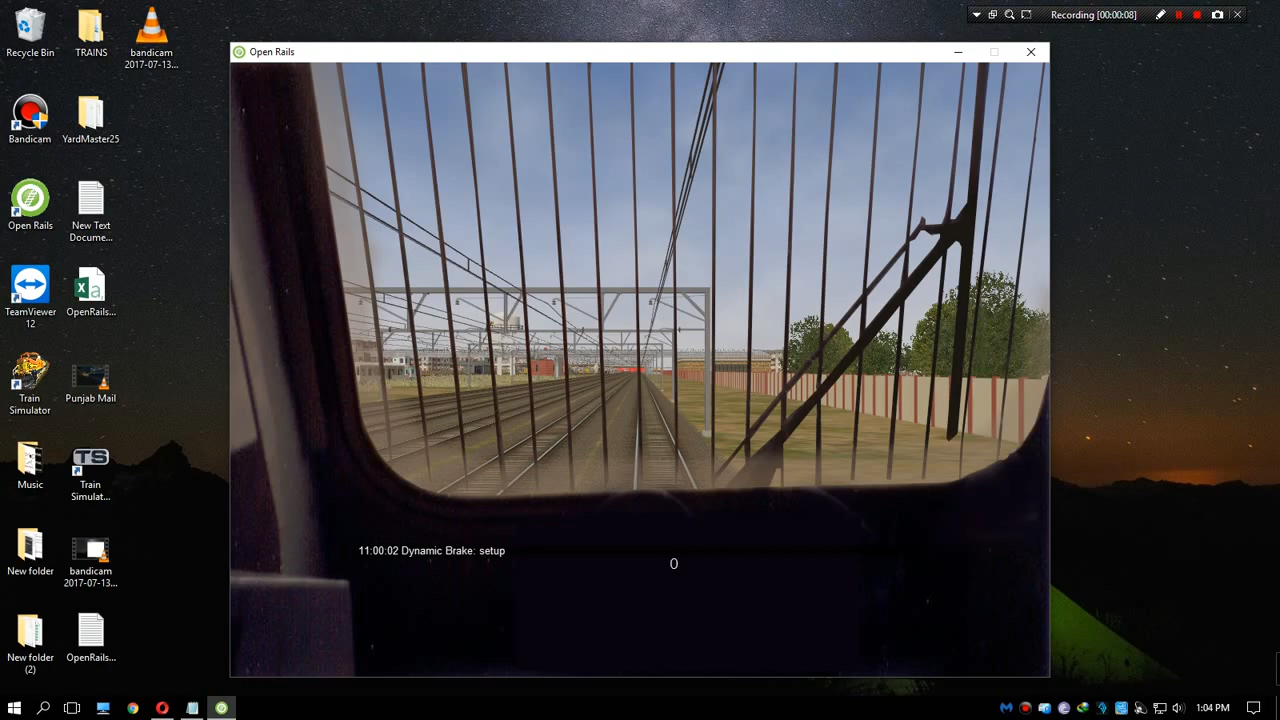 Recycle Bin
TRAINS
bandicam
2017-07-13...
Bandicam
YardMaster25
Open Rails
New Text
Docume...
TeamViewer
12
OpenRails...
Train
Simulator
Punjab Mail
Music
TS
Train
Simulat...
New folder
bandicam
2017-07-13...
New folder
(2)
OpenRails...
Recording [00:00:08]
Open Rails
11:00:02 Dynamic Brake: setup
0
1:04 PM